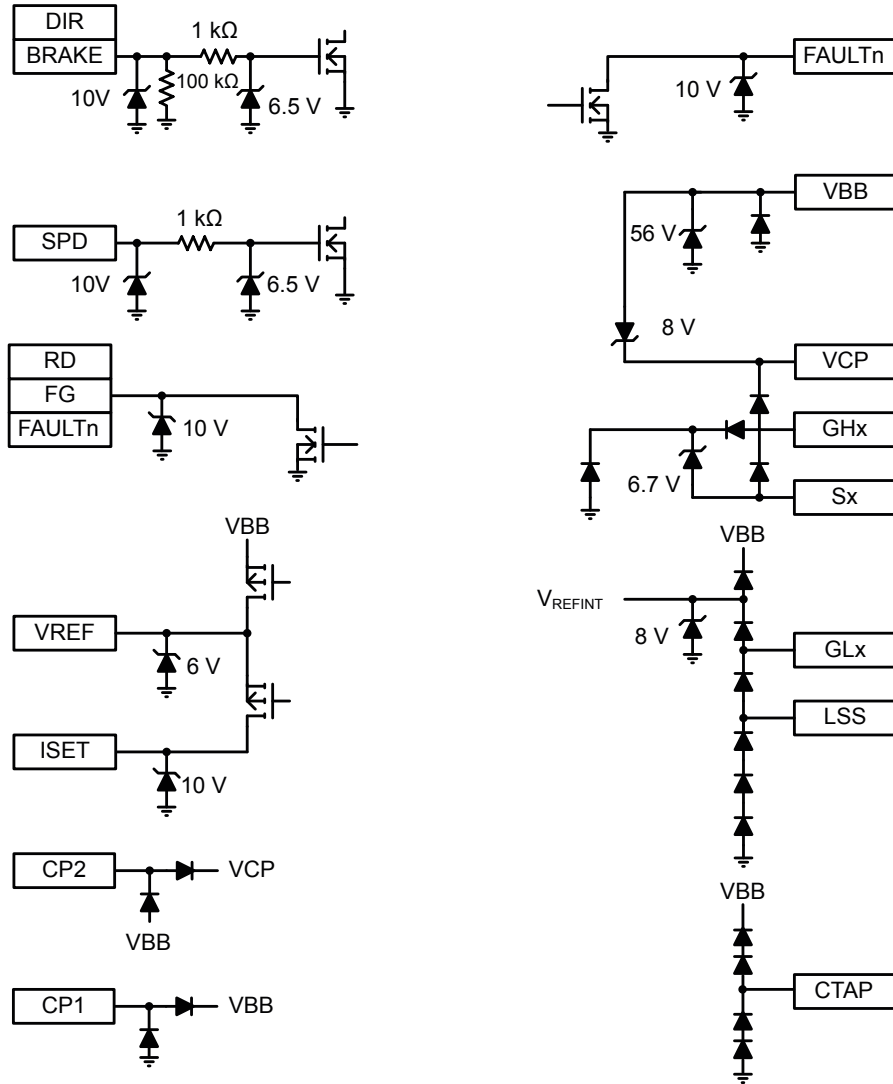 DIR
BRAKE
1 kΩ
100 kΩ
10V
6.5 V
SPD
1 kΩ
10V
6.5 V
RD
FG
FAULTn
10 V
VBB
VREF
6 V
ISET
10 V
CP2
VCP
VBB
CP1
VBB
FAULTn
10 V
VBB
56 V
8 V
VCP
GHx
6.7 V
Sx
VBB
VREFINT
8 V
GLx
LSS
VBB
CTAP